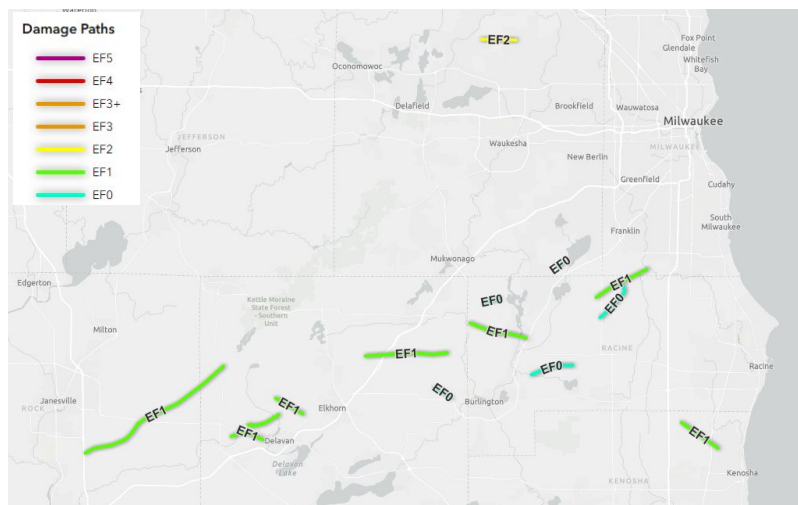 Damage Paths
EF5
EF4
EF3+
EF3
EF2
EF1
EF0
EF2
Fox Point
Glendale
Whitefish
Bay
Oconomowoc
Delafield
Brookfield
Wauwatosa
Milwaukee
JEFFERSON
Jefferson
Waukesha
New Berlin
MILWAUKEE
Greenfield
Cudahy
South
Milwaukee
Franklin
Mukwonago
EF0
Edgerton
EF1
EF0
EF0
Kettle Moraine
State Forest
- Southern
Unit
Milton
EF1
EF1
RACINE
Racine
EF0
EF0
Janesville
ROCK
EF1
EF1
Elkhorn
Burlington
EF1
Delavan
EF1
Delavan
Lake
Kenosha
KENOSHA